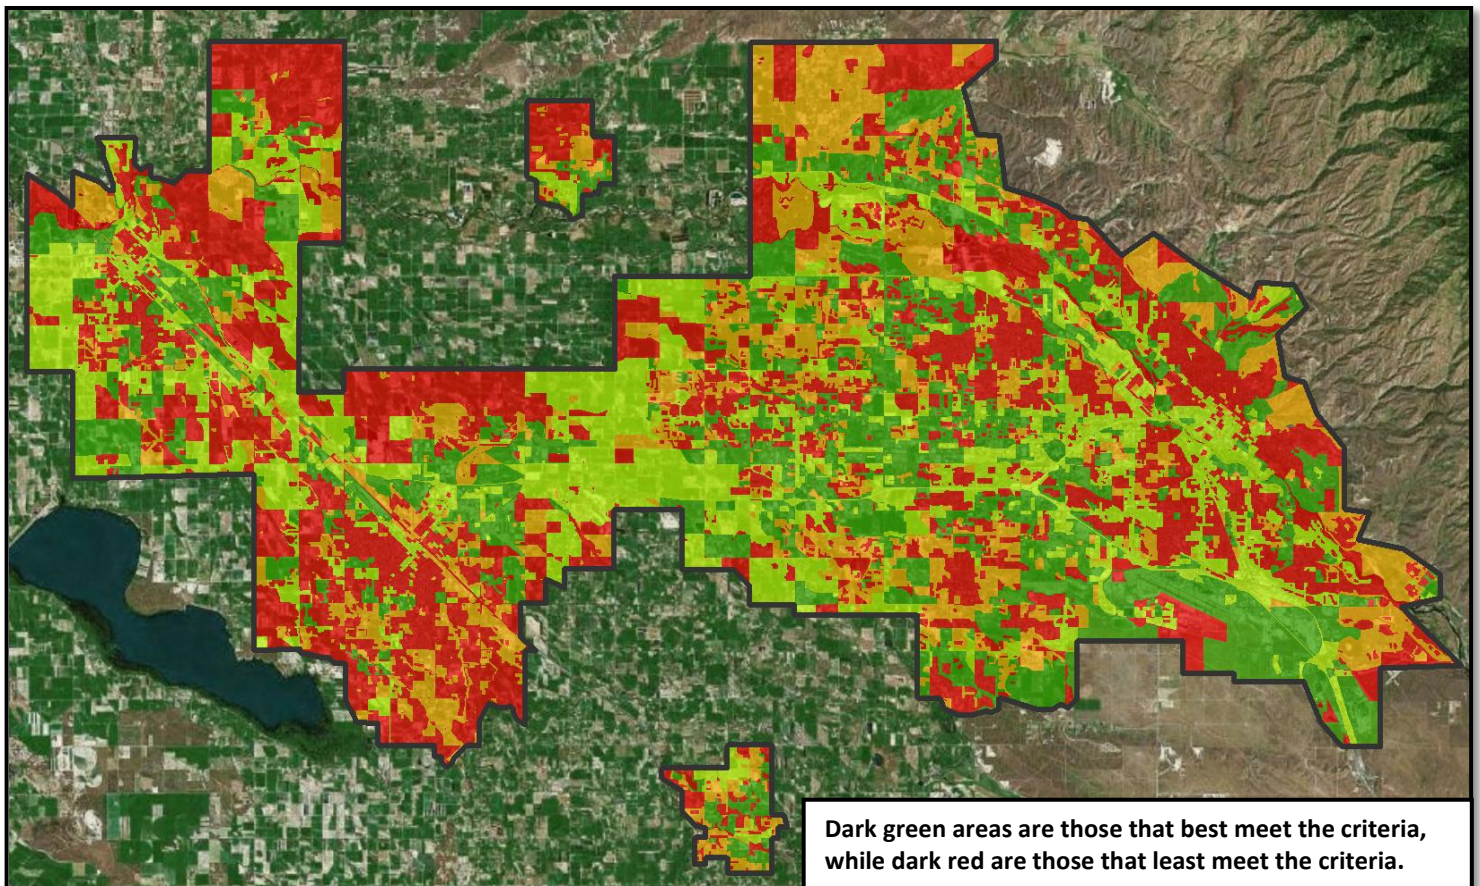 Dark green areas are those that best meet the criteria,
while dark red are those that least meet the criteria.